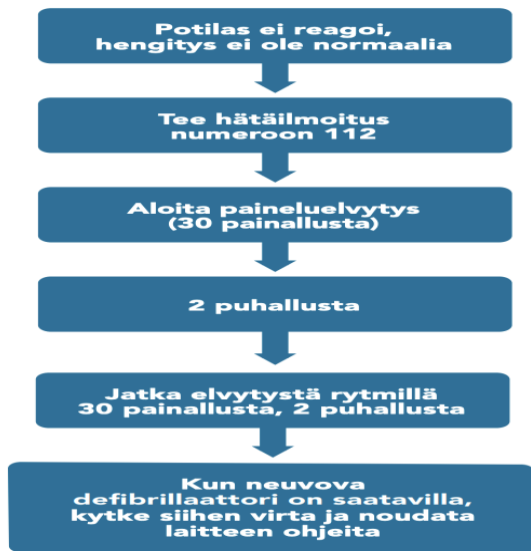 Potilas ei reagoi,
hengitys ei ole normaalia
Tee hätäilmoitus
numeroon 112
Aloita paineluelvytys
(30 painallusta)
2 puhallusta
Jatka elvytystä rytmillä
30 painallusta, 2 puhallusta
Kun neuvova
defibrillaattori on saatavilla,
kytke siihen virta ja noudata
laitteen ohjeita